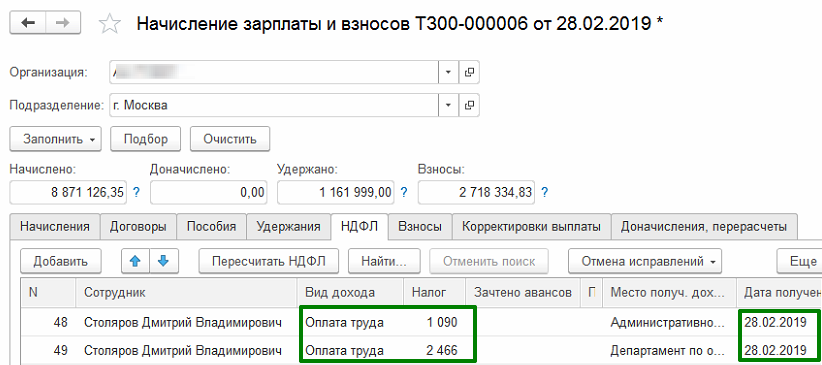 Начисление зарплаты и взносов Т300-000006 от 28.02.2019 *
Организация:
Подразделение: г. Москва
Заполнить Подбор Очистить
Начислено: Доначислено: Удержано: Взносы:
8 871 126,35 ? 0,00 1 161 999,00 ? 2 718 334,83 ?
Начисления Договоры Пособия Удержания НДФЛ Взносы Корректировки выплаты Доначисления, перерасчеты
Добавить Пересчитать НДФЛ Найти... Отменить поиск Отмена исправлений Еще
N Сотрудник Вид дохода Налог Зачтено авансов П Место получ. дох... Дата получен
48 Столяров Дмитрий Владимирович Оплата труда 1 090 Административно... 28.02.2019
49 Столяров Дмитрий Владимирович Оплата труда 2 466 Департамент по о... 28.02.2019